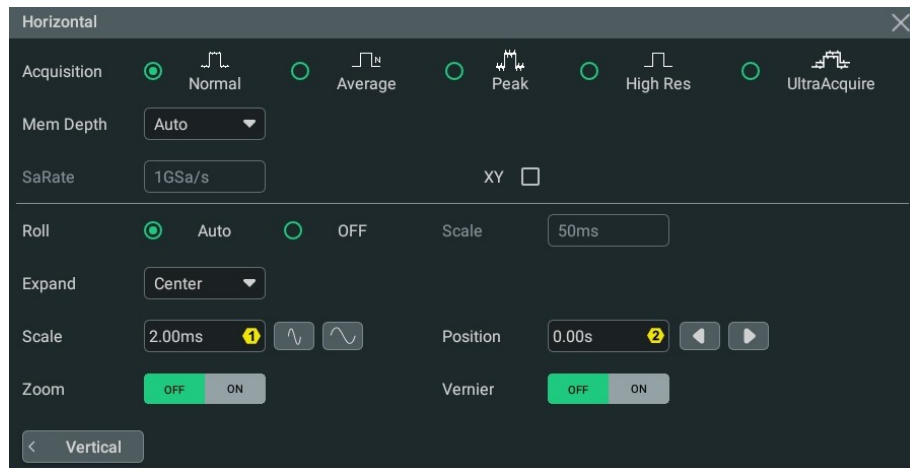 Horizontal
Acquisition Normal N Average Peak High Res UltraAcquire
Mem Depth Auto
SaRate 1GSa/s XY
Roll Auto OFF Scale 50ms
Expand Center
Scale 2.00ms 1 Position 0.00s 2
Zoom OFF ON Vernier OFF ON
< Vertical